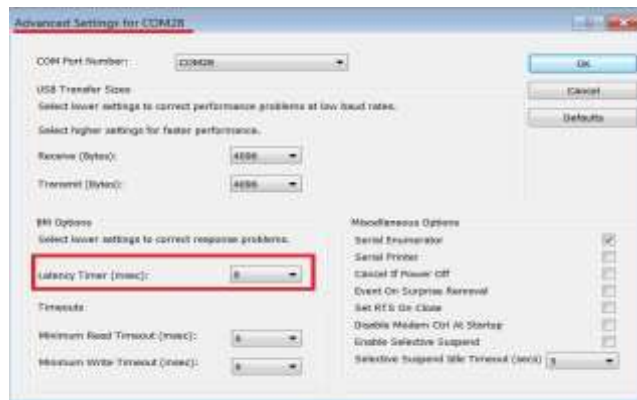 Advanced Settings for COM28
COM Port Number:
COM28
OK
Cancel
Defaults
USB Transfer Sizes
Select lower settings to correct performance problems at low baud rates.
Select higher settings for faster performance.
Receive (Bytes):
4096
Transmit (Bytes):
4096
BM Options
Select lower settings to correct response problems.
Latency Timer (msec):
Timeouts
Minimum Read Timeout (msec):
Minimum Write Timeout (msec):
Miscellaneous Options
Serial Enumerator
Serial Printer
Cancel If Power Off
Event On Surprise Removal
Set RTS On Close
Disable Modem Ctrl At Startup
Enable Selective Suspend
Selective Suspend Idle Timeout (secs)